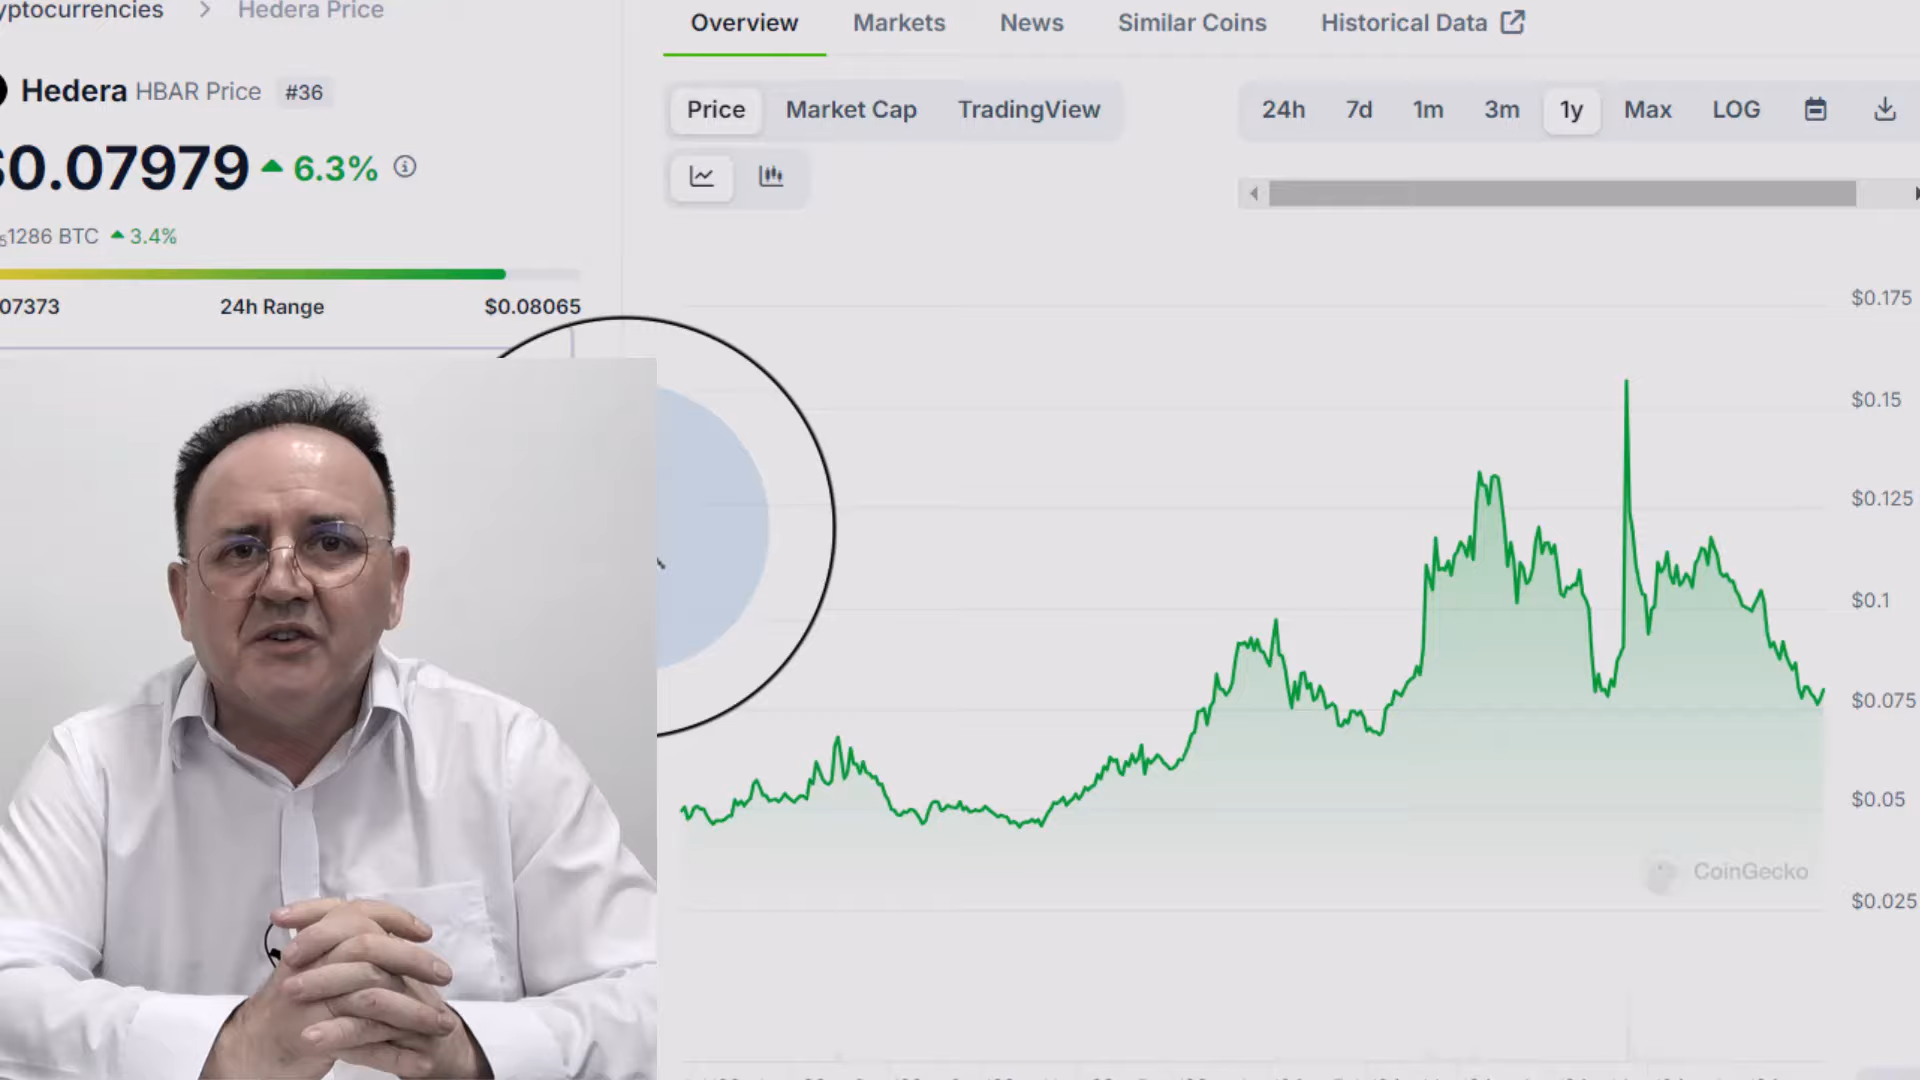 yptocurrencies > Hedera Price
Hedera HBAR Price #36
$0.07979 6.3%
51286 BTC 3.4%
07373 24h Range $0.08065
Overview Markets News Similar Coins Historical Data
Price Market Cap TradingView
24h 7d 1m 3m 1y Max LOG
$0.175
$0.15
$0.125
$0.1
$0.075
$0.05
CoinGecko
$0.025